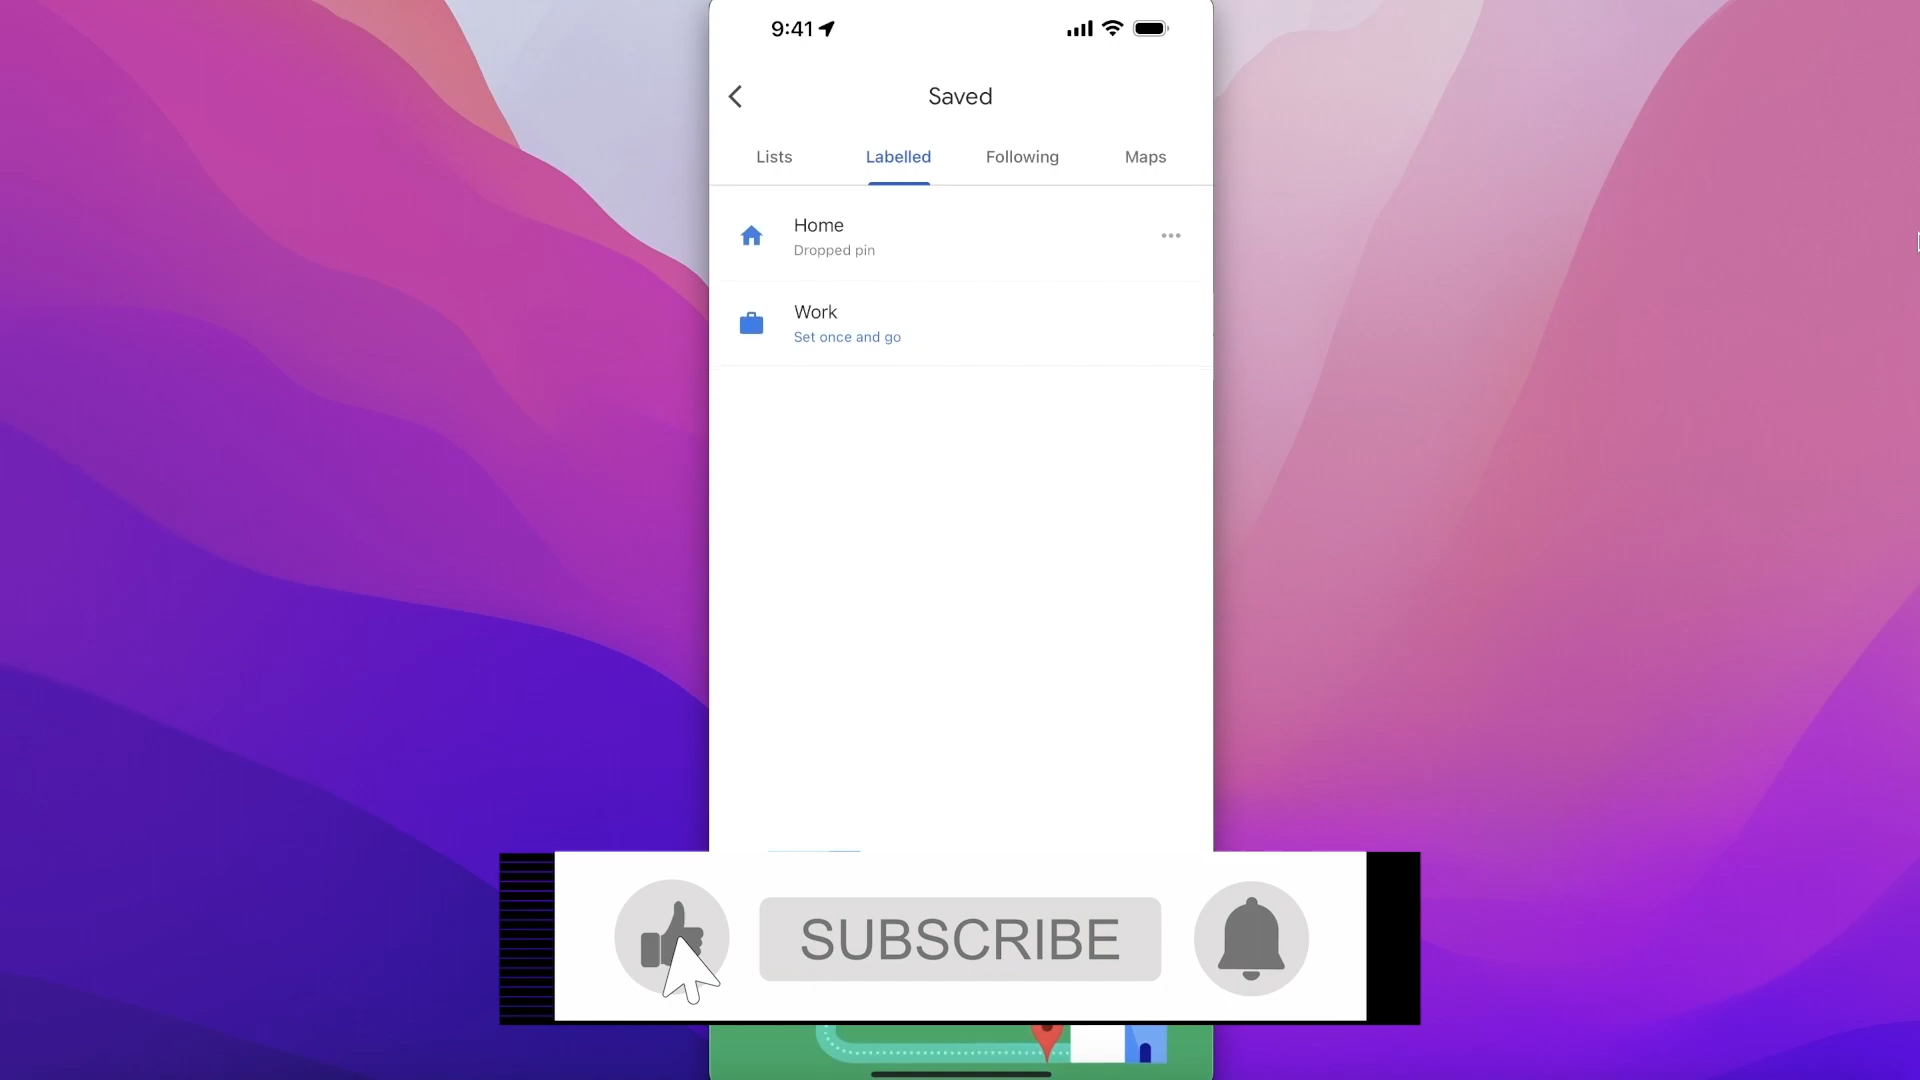 9:41
Saved
Lists Labelled Following Maps
Home
Dropped pin
Work
Set once and go
SUBSCRIBE